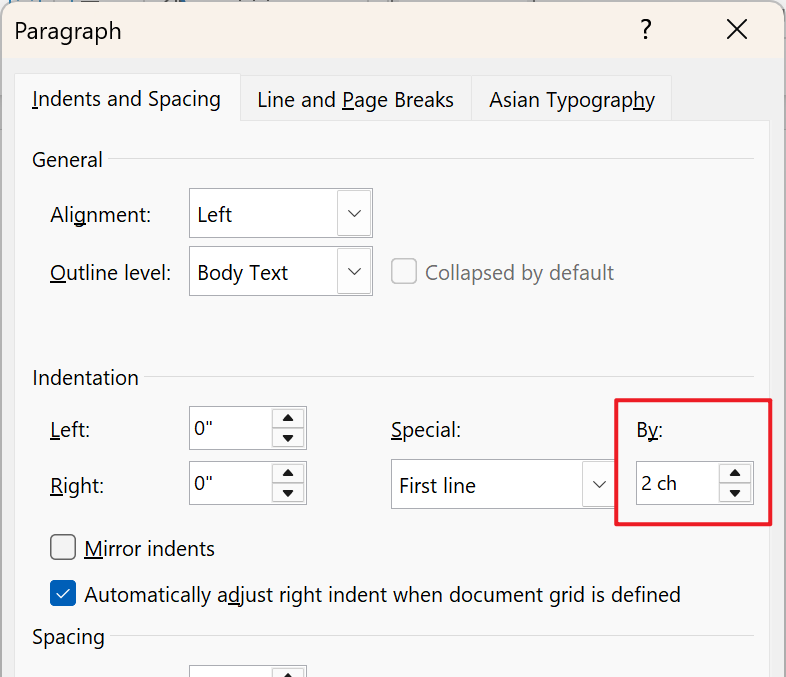 Paragraph ?
Indents and Spacing Line and Page Breaks Asian Typography
General
Alignment: Left
Outline level: Body Text Collapsed by default
Indentation
Left: 0" Special: By:
Right: 0" First line 2 ch
Mirror indents
Automatically adjust right indent when document grid is defined
Spacing